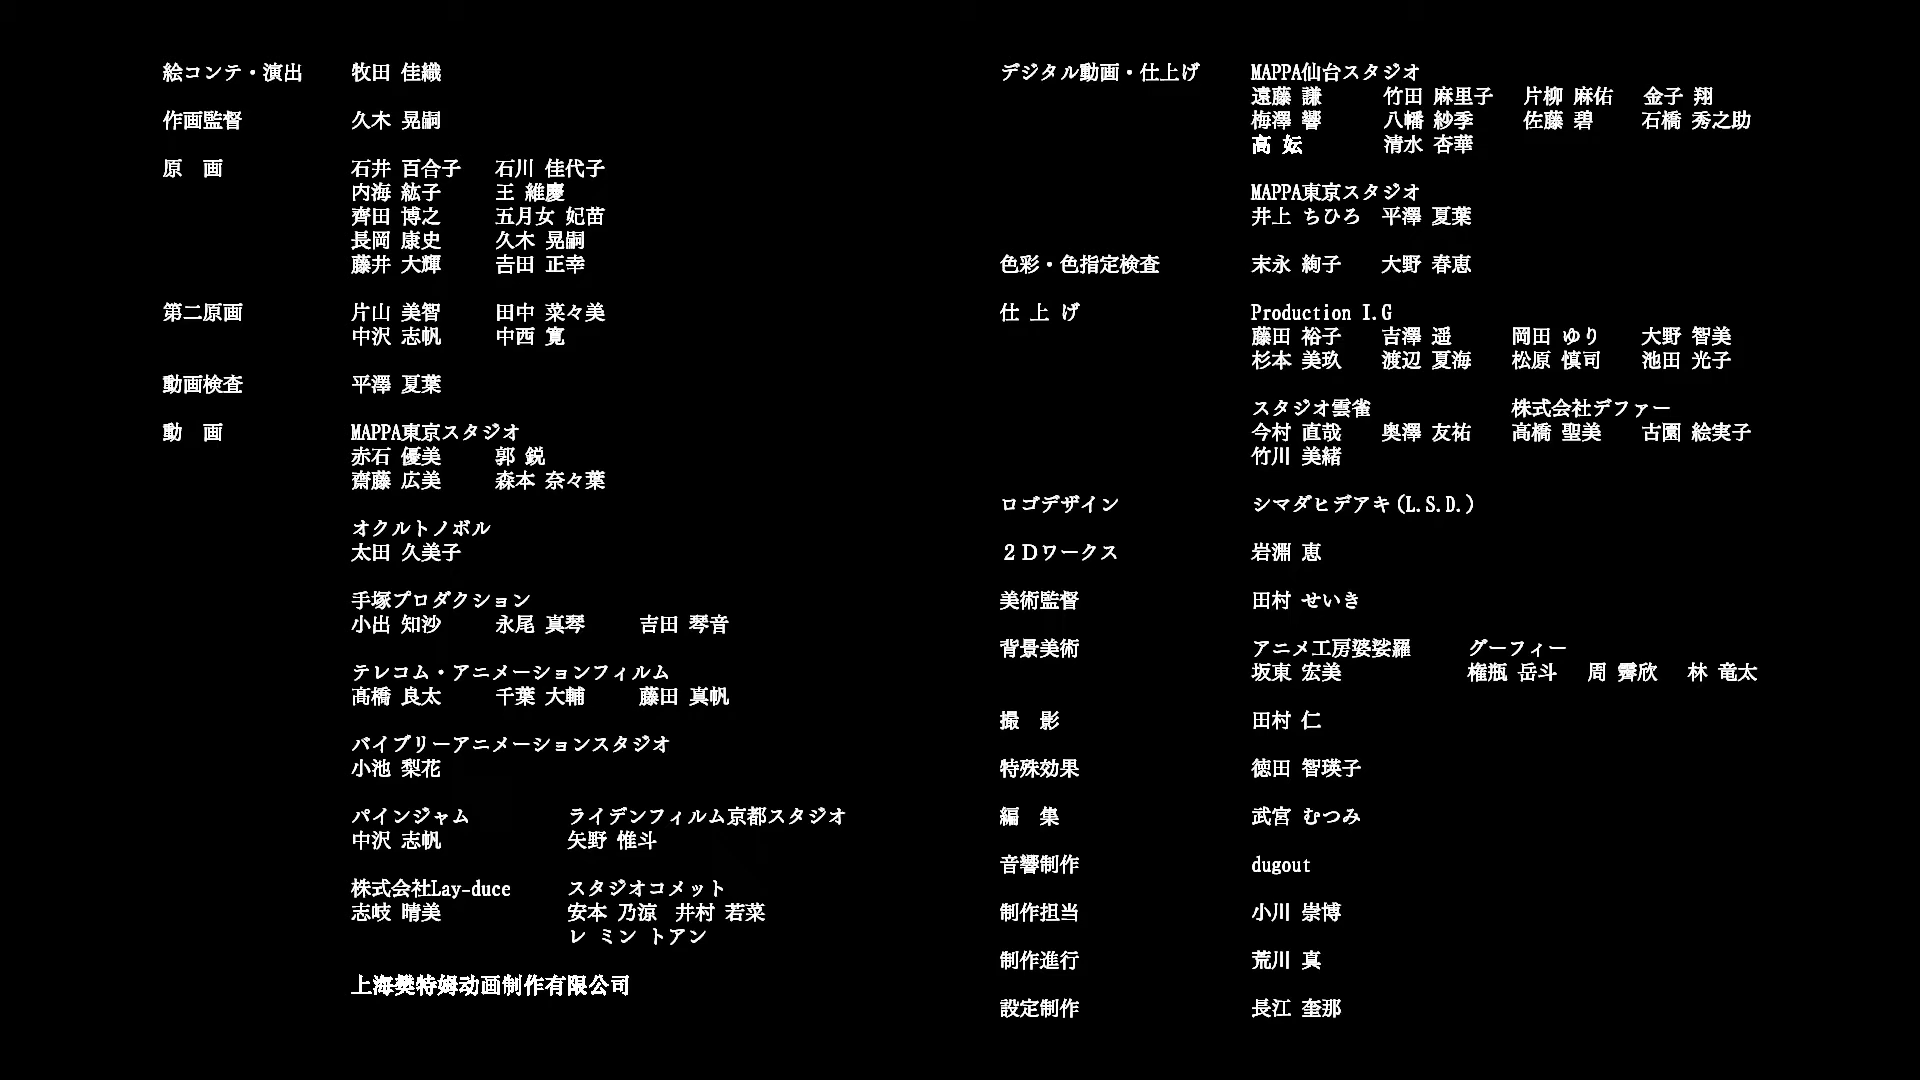 絵コンテ・演出　牧田 佳織
作画監督　久木 晃嗣
原　画　石井 百合子　石川 佳代子
内海 紘子　王 維慶
齊田 博之　五月女 妃苗
長岡 康史　久木 晃嗣
藤井 大輝　吉田 正幸
第二原画　片山 美智　田中 菜々美
中沢 志帆　中西 寛
動画検査　平澤 夏葉
動　画　MAPPA東京スタジオ
赤石 優美　郭 鋭
齋藤 広美　森本 奈々葉
オクルトノボル
太田 久美子
手塚プロダクション
小出 知沙　永尾 真琴　吉田 琴音
テレコム・アニメーションフィルム
髙橋 良太　千葉 大輔　藤田 真帆
バイブリーアニメーションスタジオ
小池 梨花
パインジャム　ライデンフィルム京都スタジオ
中沢 志帆　矢野 惟斗
株式会社Lay-duce　スタジオコメット
志岐 晴美　安本 乃涼　井村 若菜
レ ミン トアン
上海樊特姆动画制作有限公司
デジタル動画・仕上げ　MAPPA仙台スタジオ
遠藤 謙　竹田 麻里子　片柳 麻佑　金子 翔
梅澤 響　八幡 紗季　佐藤 碧　石橋 秀之助
高 妘　清水 杏華
MAPPA東京スタジオ
井上 ちひろ　平澤 夏葉
色彩・色指定検査　末永 絢子　大野 春恵
仕 上 げ　Production I.G
藤田 裕子　吉澤 遥　岡田 ゆり　大野 智美
杉本 美玖　渡辺 夏海　松原 慎司　池田 光子
スタジオ雲雀　株式会社デファー
今村 直哉　奥澤 友祐　高橋 聖美　古園 絵実子
竹川 美緒
ロゴデザイン　シマダヒデアキ(L.S.D.)
２Ｄワークス　岩淵 恵
美術監督　田村 せいき
背景美術　アニメ工房婆娑羅　グーフィー
坂東 宏美　権瓶 岳斗　周 霽欣　林 竜太
撮　影　田村 仁
特殊効果　徳田 智瑛子
編　集　武宮 むつみ
音響制作　dugout
制作担当　小川 崇博
制作進行　荒川 真
設定制作　長江 奎那